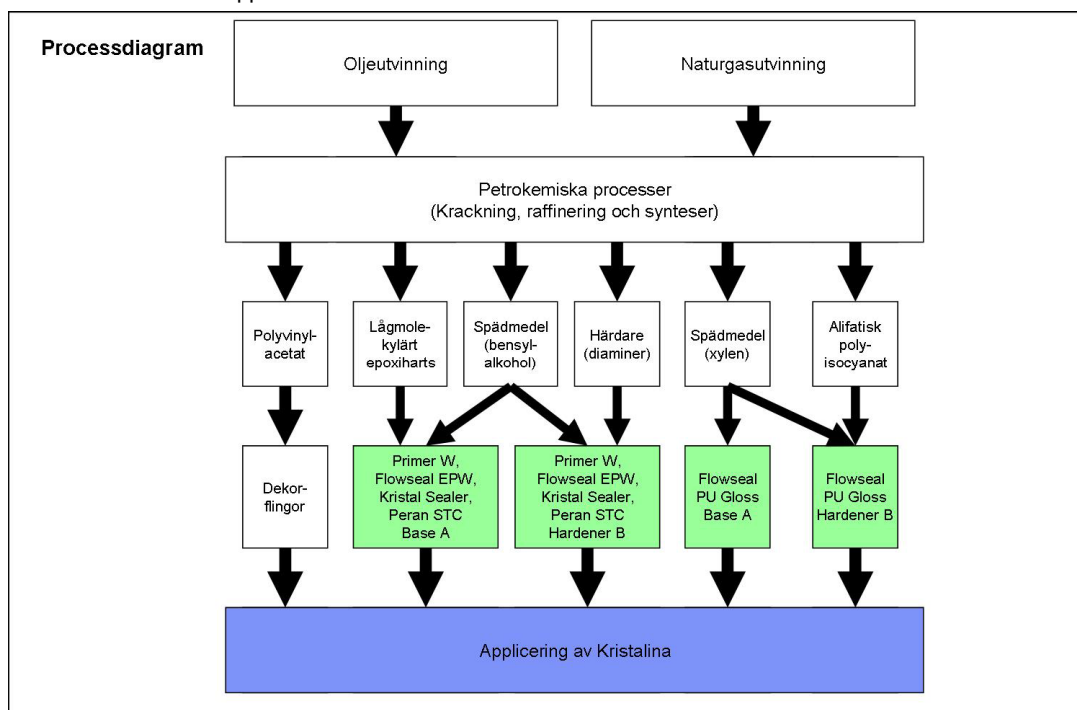 Processdiagram
Oljeutvinning
Naturgasutvinning
Petrokemiska processer
(Krackning, raffinering och synteser)
Polyvinyl-
acetat
Lågmole-
kylärt
epoxiharts
Spädmedel
(bensyl-
alkohol)
Härdare
(diaminer)
Spädmedel
(xylen)
Alifatisk
poly-
isocyanat
Dekor-
flingor
Primer W,
Flowseal EPW,
Kristal Sealer,
Peran STC
Base A
Primer W,
Flowseal EPW,
Kristal Sealer,
Peran STC
Hardener B
Flowseal
PU Gloss
Base A
Flowseal
PU Gloss
Hardener B
Applicering av Kristalina